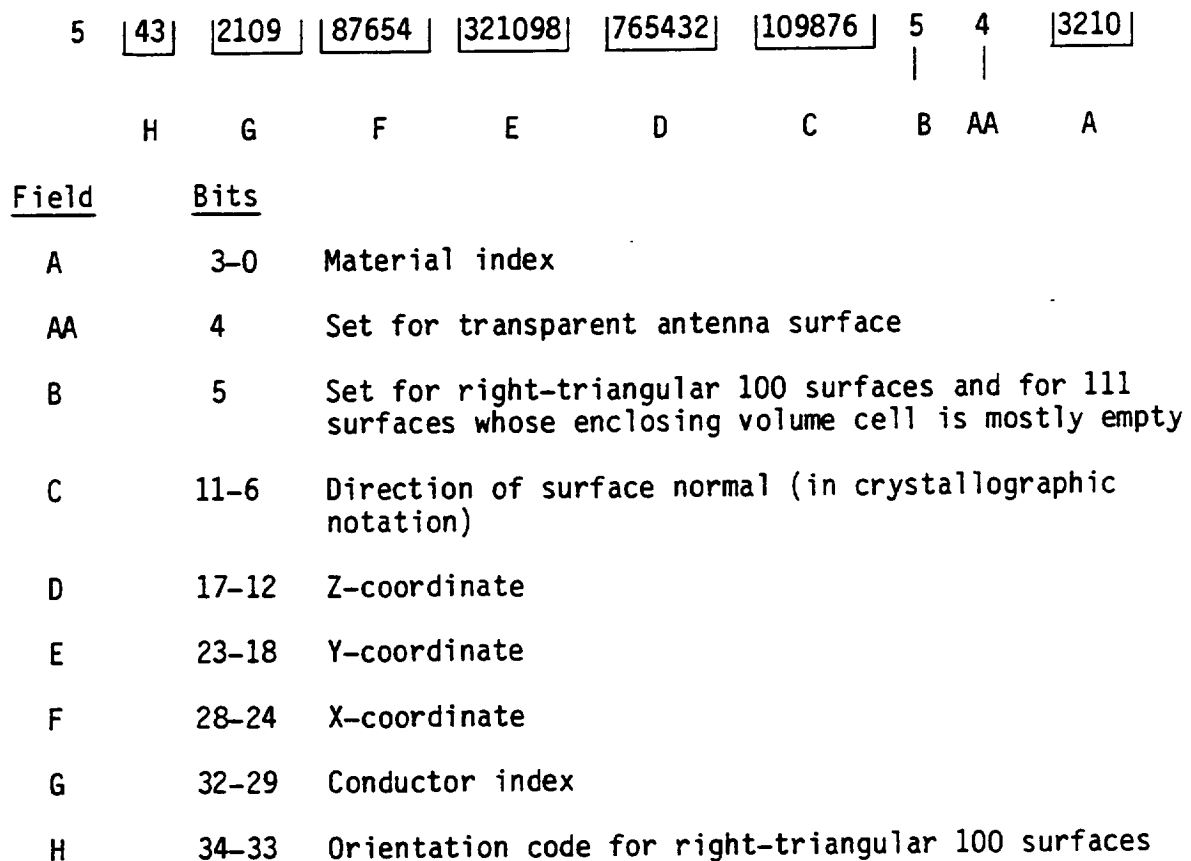 5 |43| |2109| |87654| |321098| |765432| |109876| 5 4 |3210|
H G F E D C B AA A
Field Bits
A 3-0 Material index
AA 4 Set for transparent antenna surface
B 5 Set for right-triangular 100 surfaces and for 111
surfaces whose enclosing volume cell is mostly empty
C 11-6 Direction of surface normal (in crystallographic
notation)
D 17-12 Z-coordinate
E 23-18 Y-coordinate
F 28-24 X-coordinate
G 32-29 Conductor index
H 34-33 Orientation code for right-triangular 100 surfaces